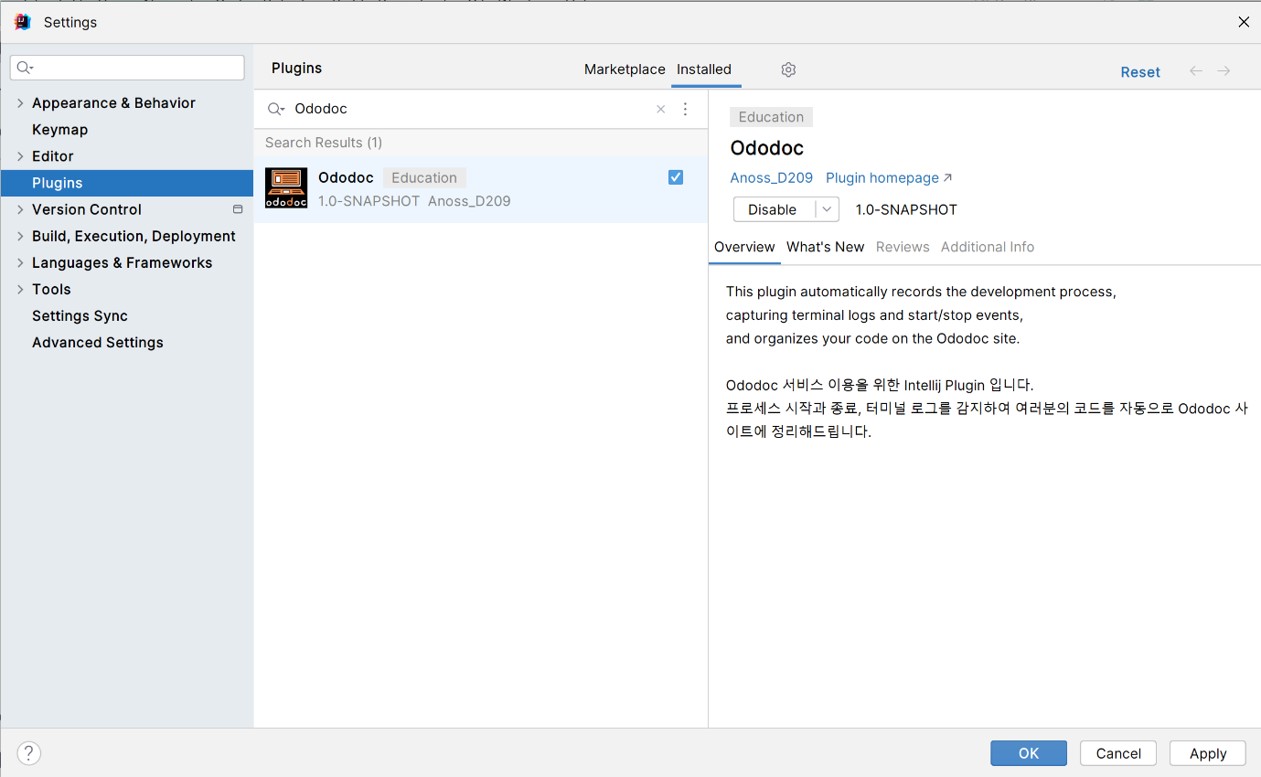 Settings
Plugins
Marketplace Installed
Reset
Appearance & Behavior
Keymap
Editor
Plugins
Version Control
Build, Execution, Deployment
Languages & Frameworks
Tools
Settings Sync
Advanced Settings
Ododoc
Search Results (1)
ododoc
Ododoc Education
1.0-SNAPSHOT Anoss_D209
Education
Ododoc
Anoss_D209 Plugin homepage ↗
Disable 1.0-SNAPSHOT
Overview What's New Reviews Additional Info
This plugin automatically records the development process,
capturing terminal logs and start/stop events,
and organizes your code on the Ododoc site.
Ododoc 서비스 이용을 위한 Intellij Plugin 입니다.
프로세스 시작과 종료, 터미널 로그를 감지하여 여러분의 코드를 자동으로 Ododoc 사
이트에 정리해드립니다.
?
OK Cancel Apply